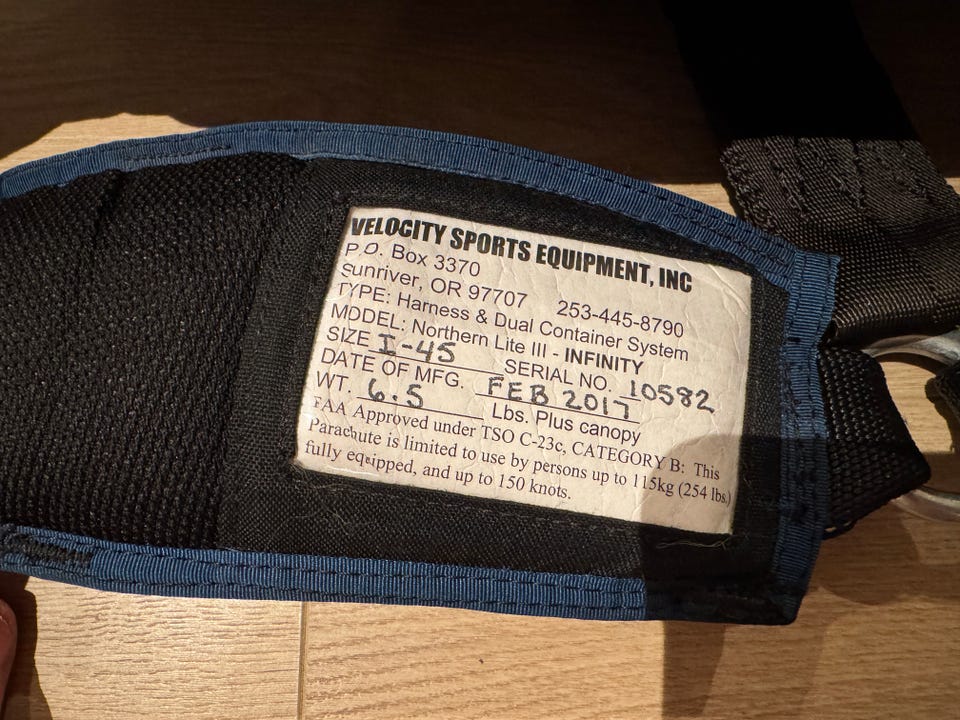 VELOCITY SPORTS EQUIPMENT, INC
P.O. Box 3370
Sunriver, OR 97707 253-445-8790
TYPE: Harness & Dual Container System
MODEL: Northern Lite III - INFINITY
SIZE I-45 SERIAL NO. 10582
DATE OF MFG. FEB 2017
WT. 6.5 Lbs. Plus canopy
FAA Approved under TSO C-23c, CATEGORY B: This
Parachute is limited to use by persons up to 115kg (254 lbs.)
fully equipped, and up to 150 knots.